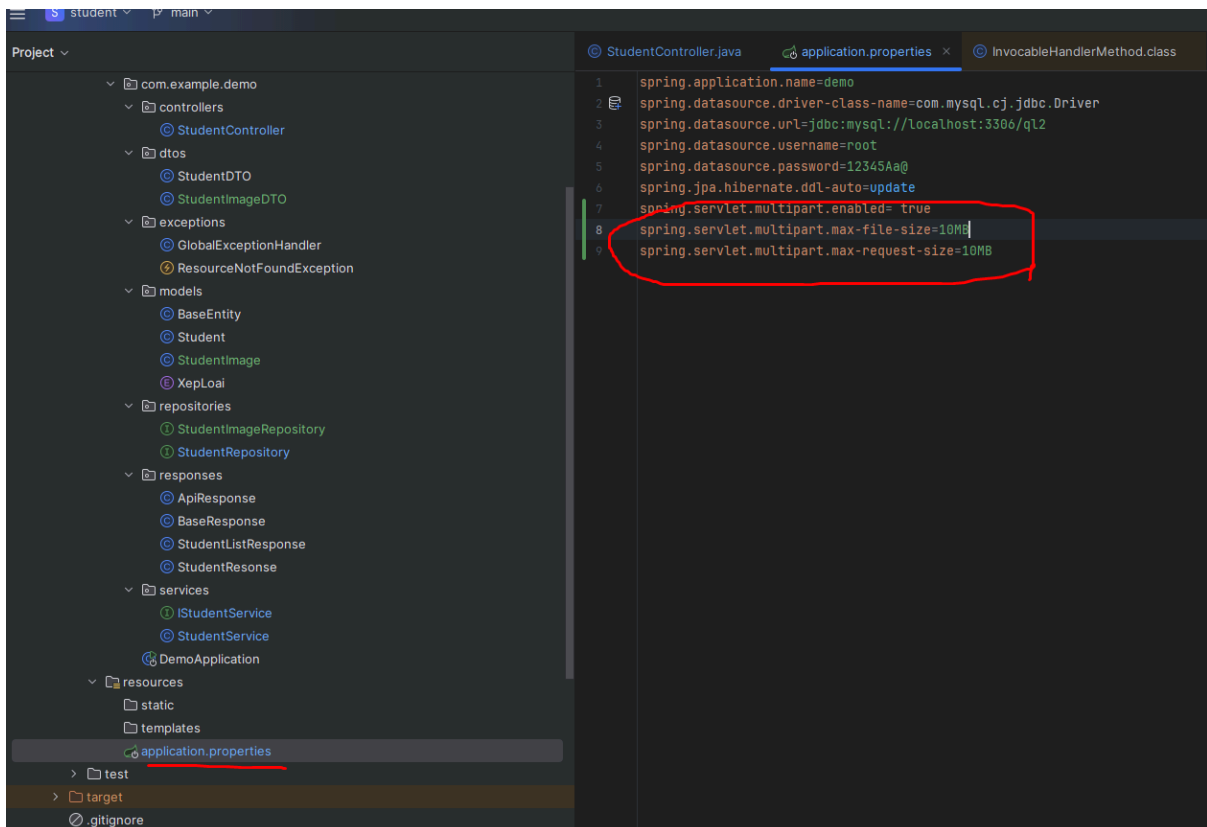 student main
Project
com.example.demo
controllers
StudentController
dtos
StudentDTO
StudentImageDTO
exceptions
GlobalExceptionHandler
ResourceNotFoundException
models
BaseEntity
Student
StudentImage
XepLoai
repositories
StudentImageRepository
StudentRepository
responses
ApiResponse
BaseResponse
StudentListResponse
StudentResonse
services
IStudentService
StudentService
DemoApplication
resources
static
templates
application.properties
test
target
.gitignore
StudentController.java application.properties × InvocableHandlerMethod.class
1 spring.application.name=demo
2 spring.datasource.driver-class-name=com.mysql.cj.jdbc.Driver
3 spring.datasource.url=jdbc:mysql://localhost:3306/ql2
4 spring.datasource.username=root
5 spring.datasource.password=12345Aa@
6 spring.jpa.hibernate.ddl-auto=update
7 spring.servlet.multipart.enabled= true
8 spring.servlet.multipart.max-file-size=10MB
9 spring.servlet.multipart.max-request-size=10MB